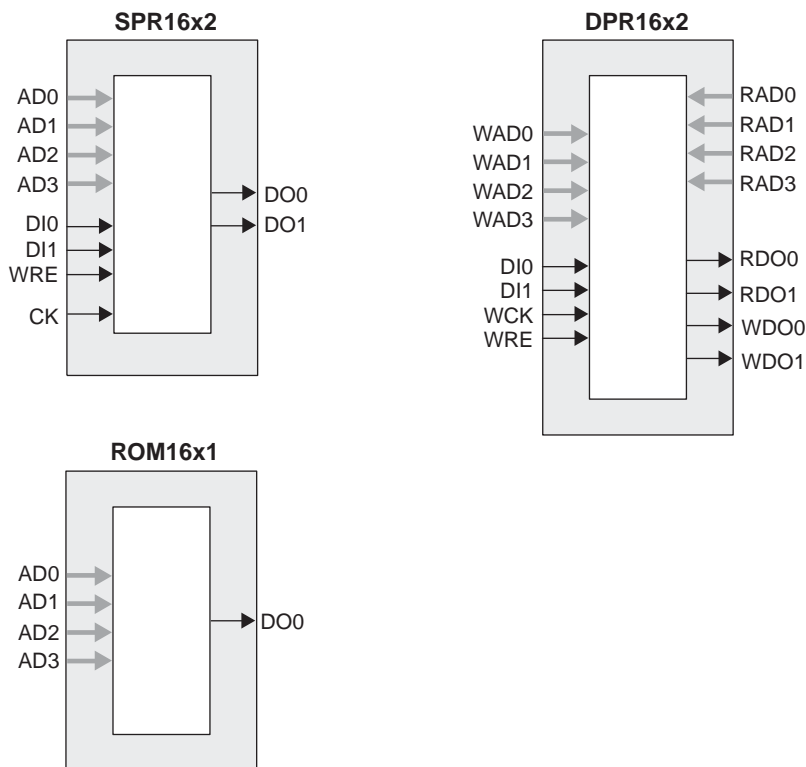 SPR16x2
AD0
AD1
AD2
AD3
DI0
DI1
WRE
CK
DO0
DO1
DPR16x2
WAD0
WAD1
WAD2
WAD3
DI0
DI1
WCK
WRE
RAD0
RAD1
RAD2
RAD3
RDO0
RDO1
WDO0
WDO1
ROM16x1
AD0
AD1
AD2
AD3
DO0